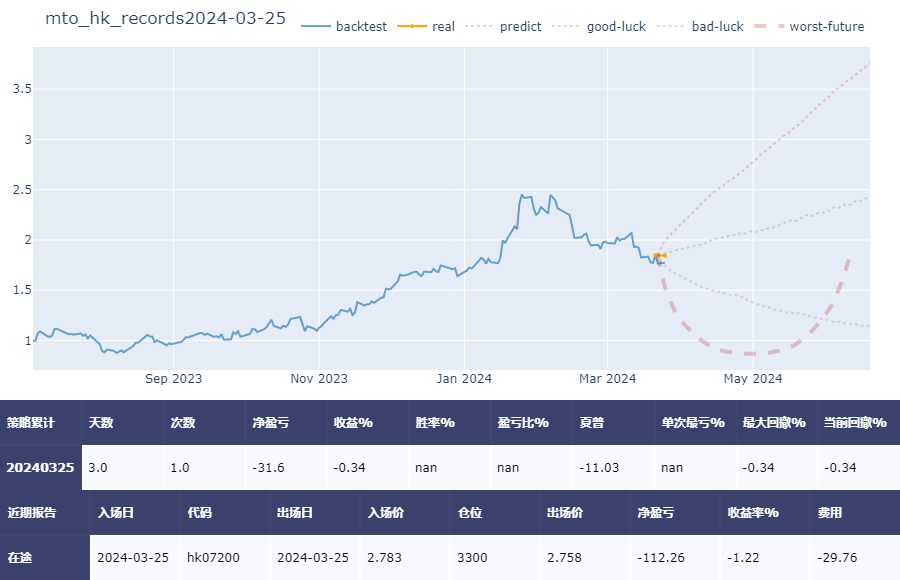 mto_hk_records2024-03-25
backtest real predict good-luck bad-luck worst-future
3.5
3
2.5
2
1.5
1
Sep 2023 Nov 2023 Jan 2024 Mar 2024 May 2024
策略累计 天数 次数 净盈亏 收益% 胜率% 盈亏比% 夏普 单次最亏% 最大回撤% 当前回撤%
20240325 3.0 1.0 -31.6 -0.34 nan nan -11.03 nan -0.34 -0.34
近期报告 入场日 代码 出场日 入场价 仓位 出场价 净盈亏 收益率% 费用
在途 2024-03-25 hk07200 2024-03-25 2.783 3300 2.758 -112.26 -1.22 -29.76